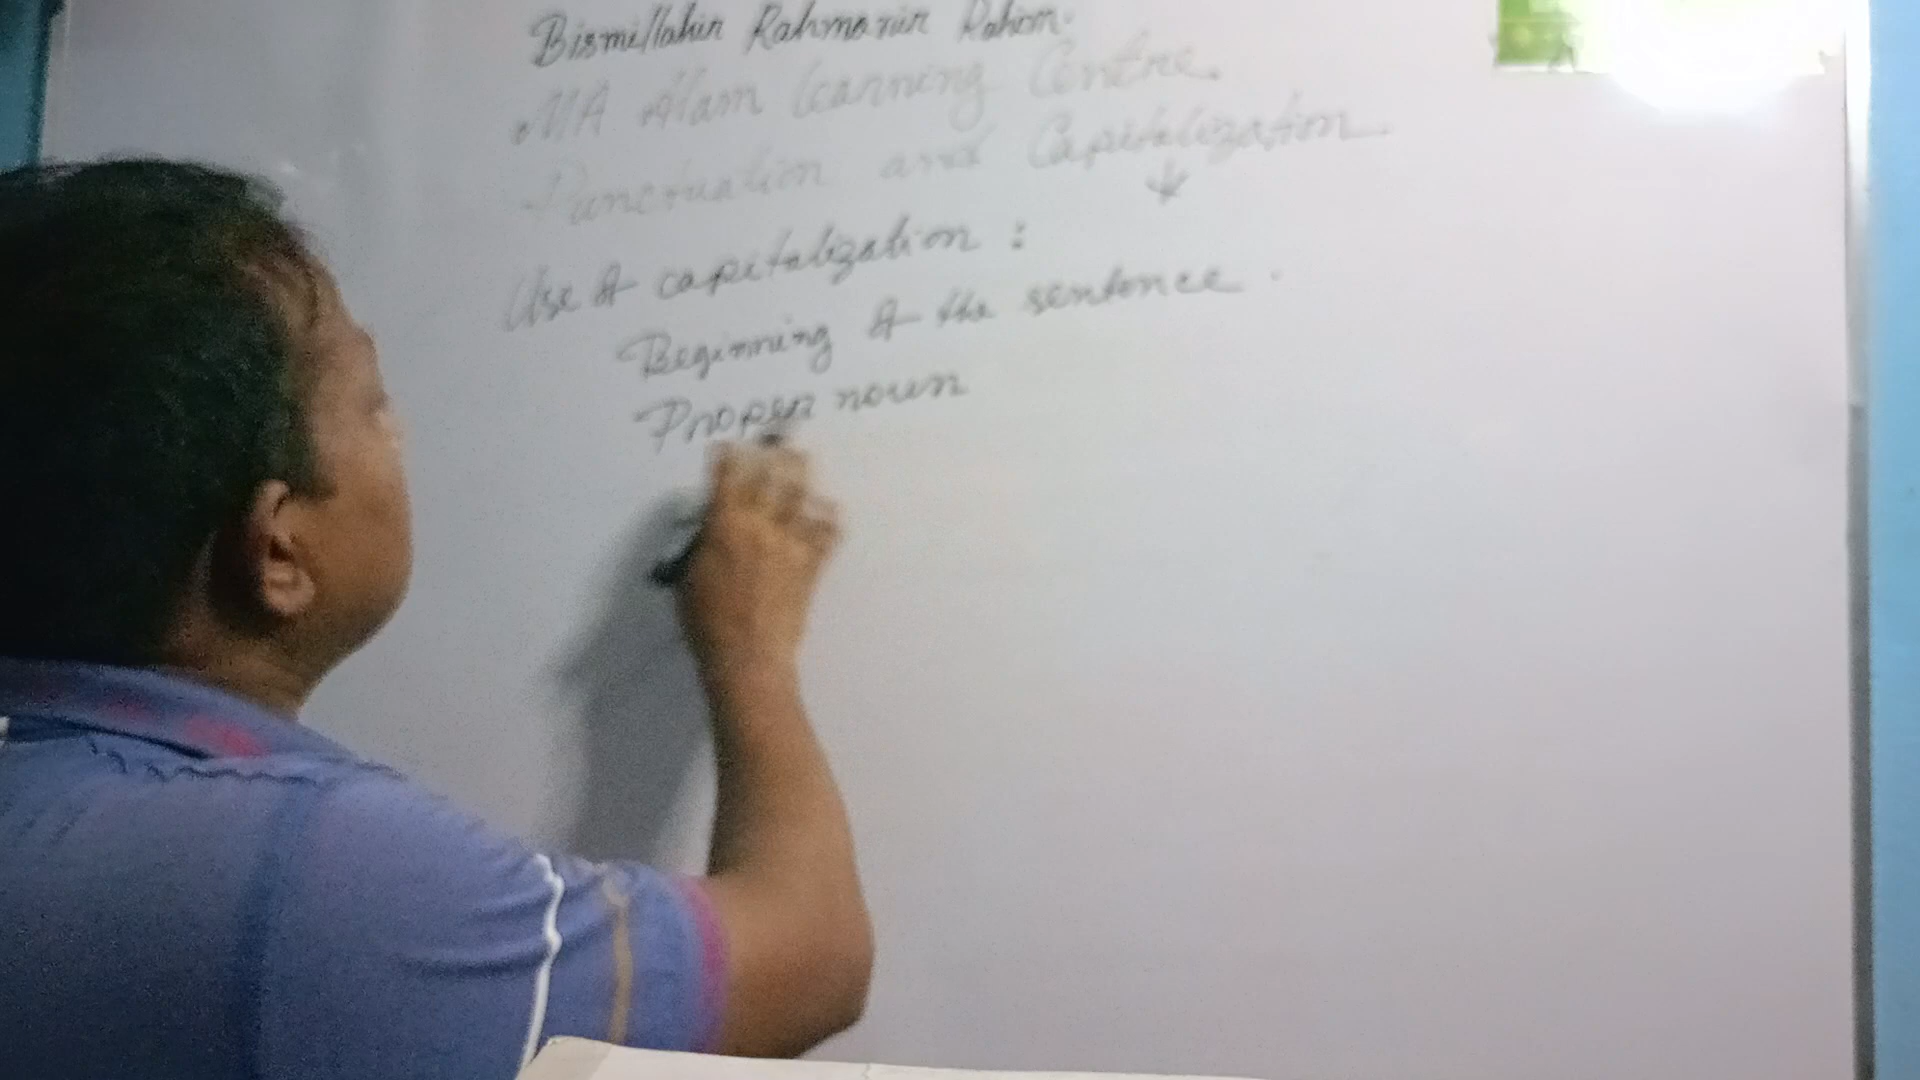 Bismillahir Rahmanir Rahim.
MA Alam Learning Centre.
Punctuation and Capitalization.
Use of capitalization :
Beginning of the sentence.
Proper noun